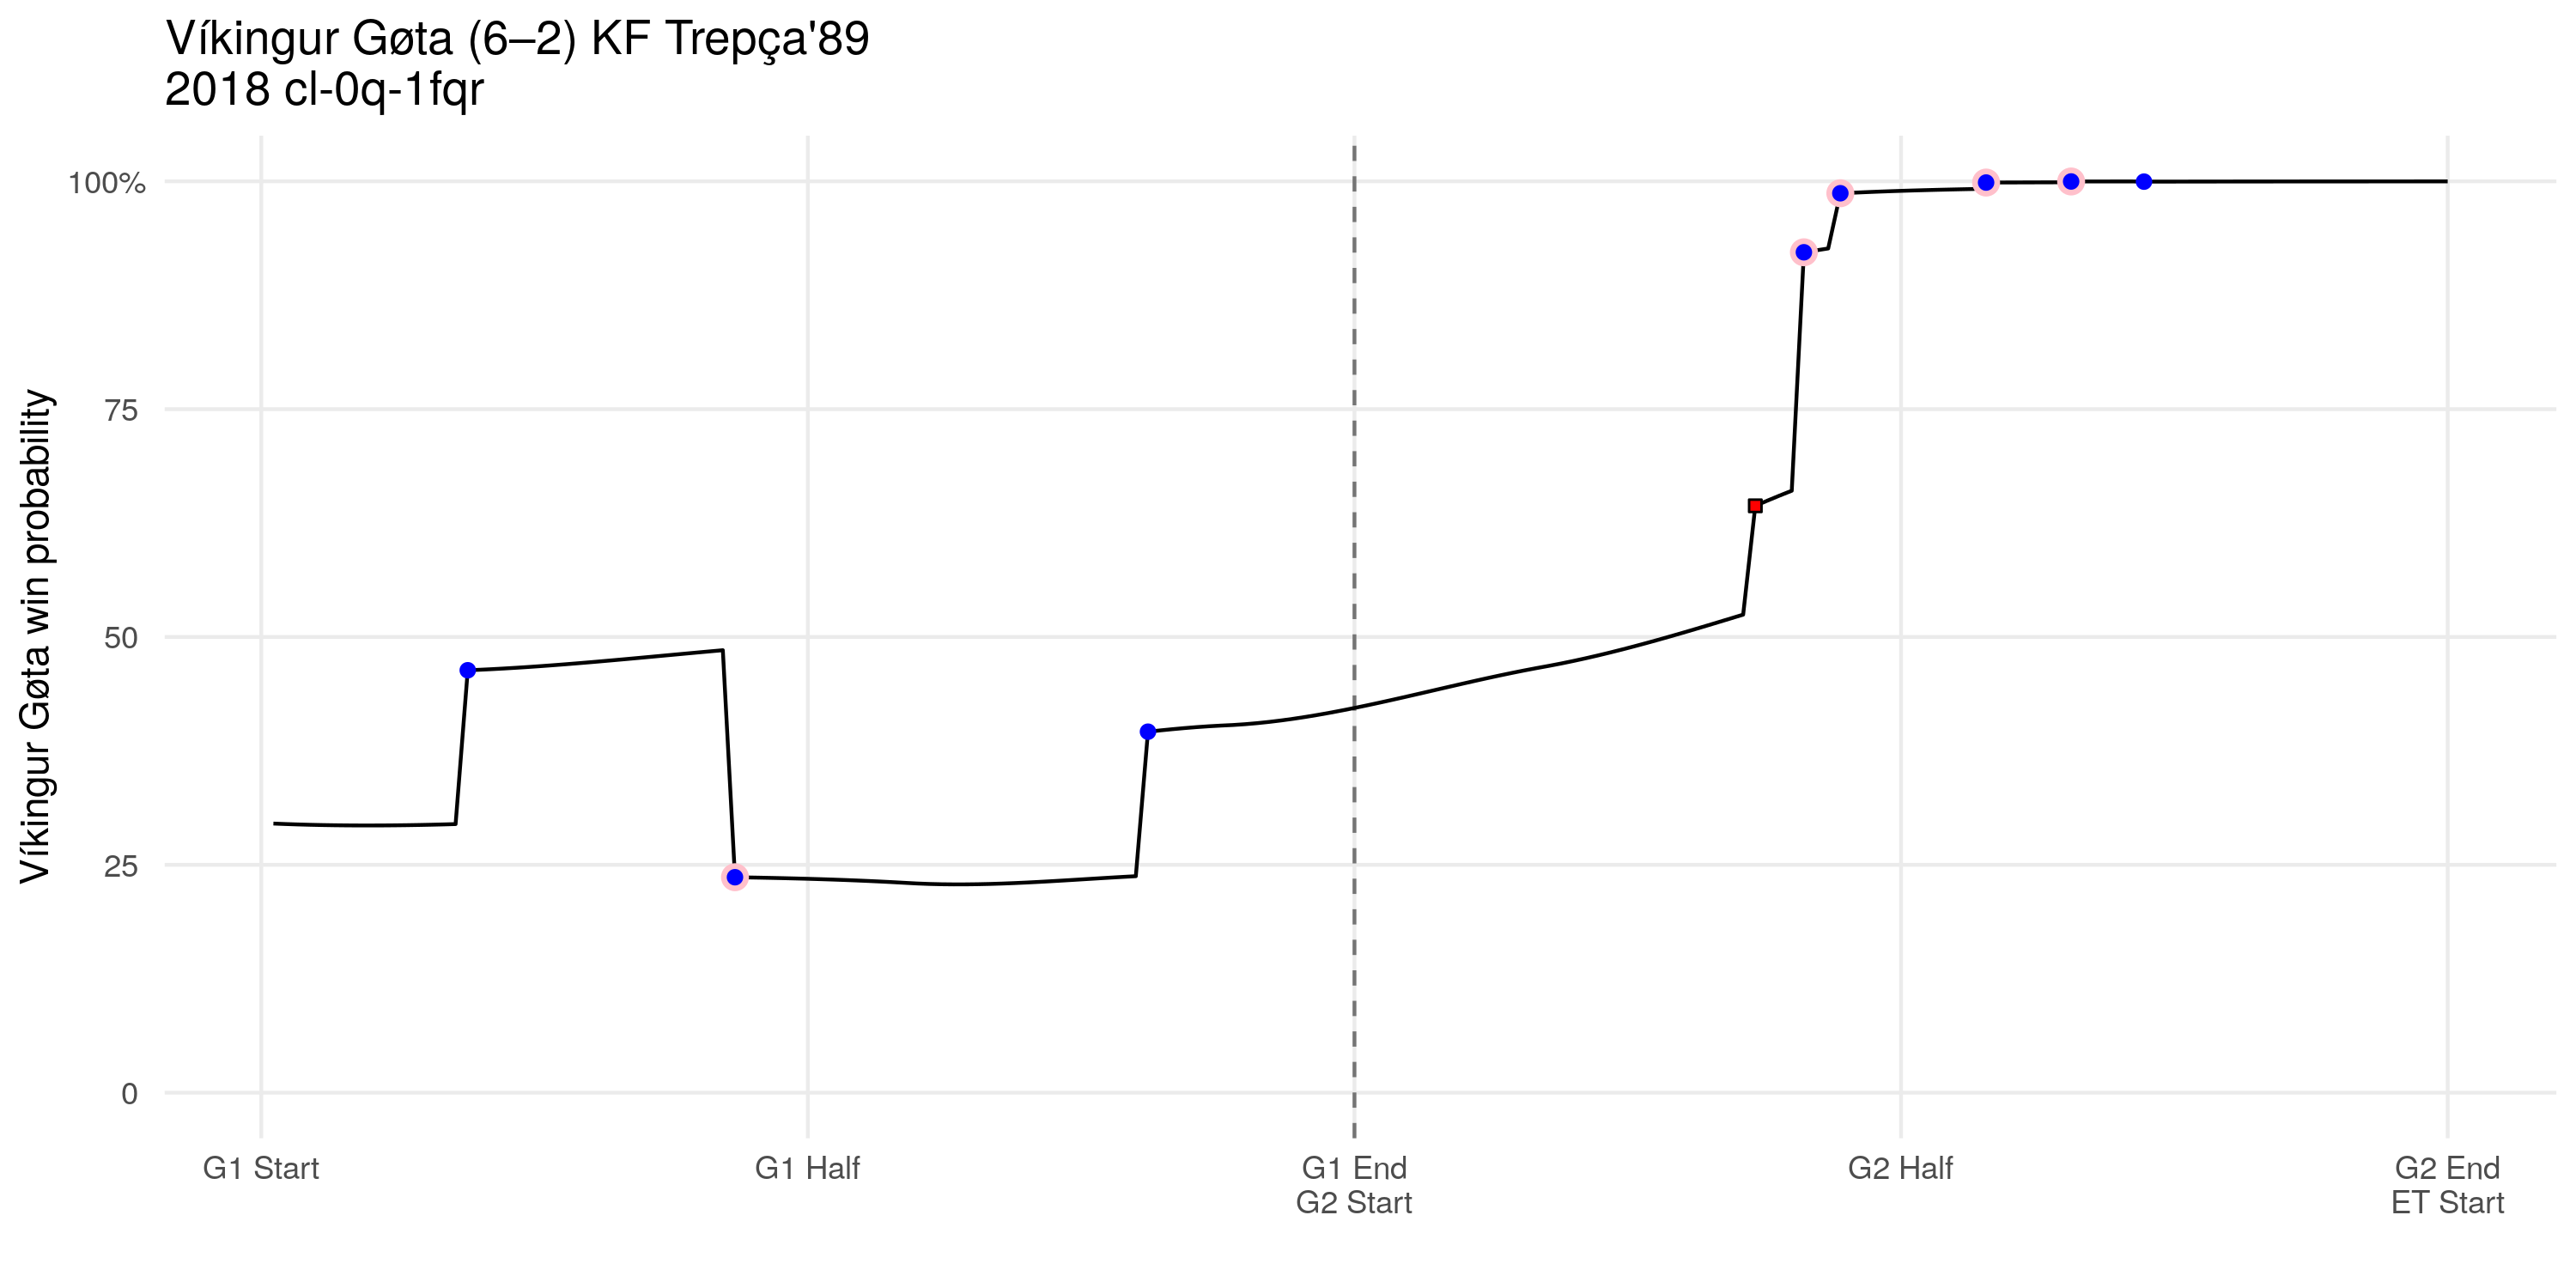 Víkingur Gøta (6–2) KF Trepça'89
2018 cl-0q-1fqr
Víkingur Gøta win probability
100%
75
50
25
0
G1 Start
G1 Half
G1 End
G2 Start
G2 Half
G2 End
ET Start